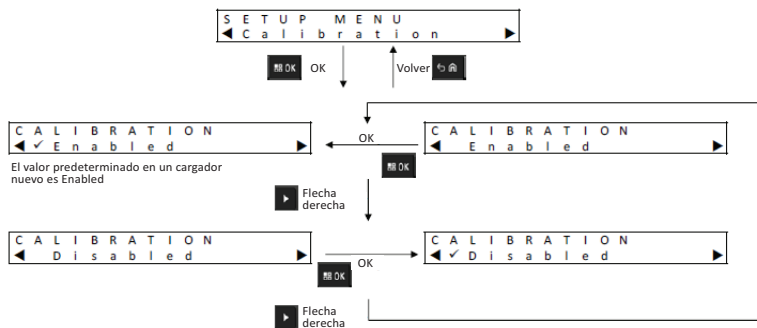 SETUP MENU
◀ Calibration ▶
OK OK Volver
CALIBRATION
◀ ✓ Enabled ▶
El valor predeterminado en un cargador
nuevo es Enabled
OK
OK
CALIBRATION
◀ Enabled ▶
Flecha
derecha
CALIBRATION
◀ Disabled ▶
OK
OK
CALIBRATION
◀ ✓ Disabled ▶
Flecha
derecha